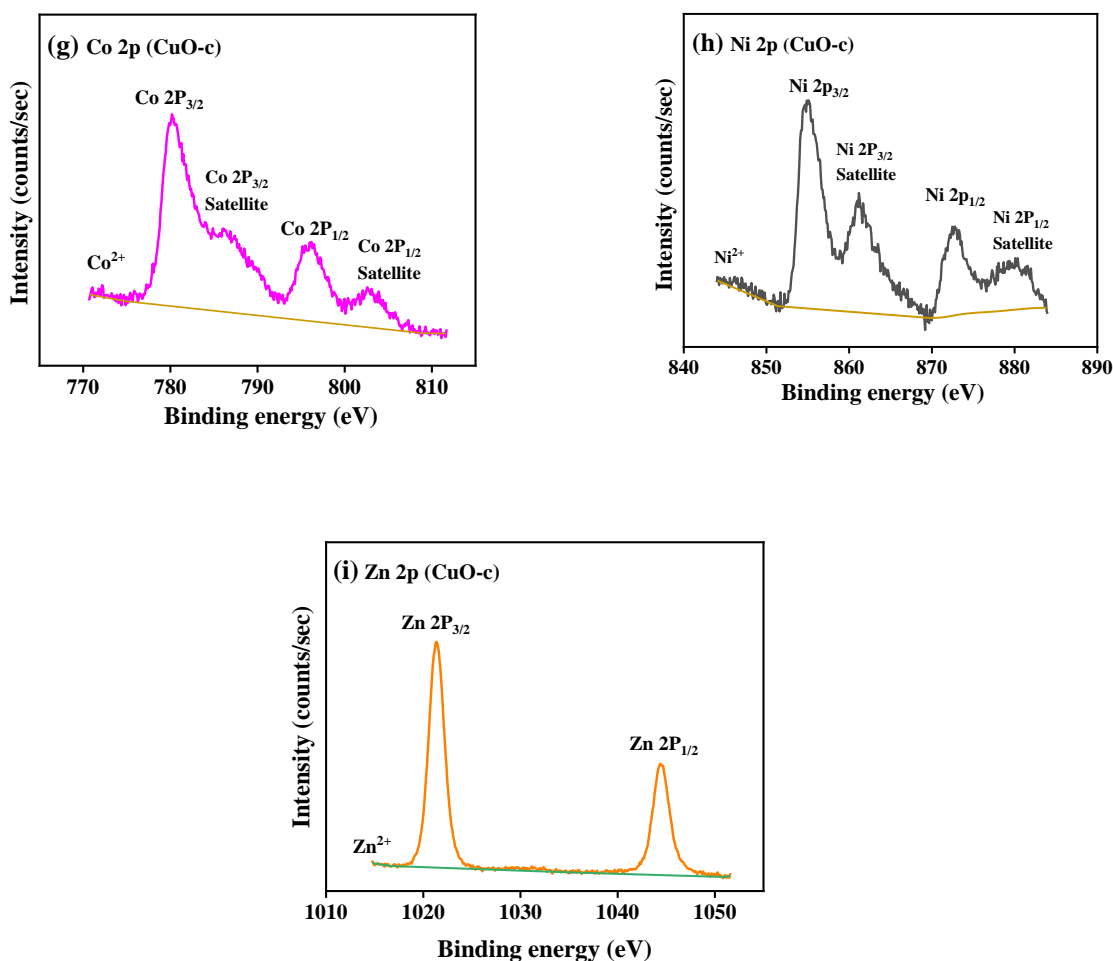 (g) Co 2p (CuO-c)
Co 2P3/2
Co 2P3/2
Satellite
Co 2P1/2
Co 2P1/2
Satellite
Co2+
Intensity (counts/sec)
770 780 790 800 810
Binding energy (eV)
(h) Ni 2p (CuO-c)
Ni 2p3/2
Ni 2P3/2
Satellite
Ni 2p1/2
Ni 2P1/2
Satellite
Ni2+
Intensity (counts/sec)
840 850 860 870 880 890
Binding energy (eV)
(i) Zn 2p (CuO-c)
Zn 2P3/2
Zn 2P1/2
Zn2+
Intensity (counts/sec)
1010 1020 1030 1040 1050
Binding energy (eV)